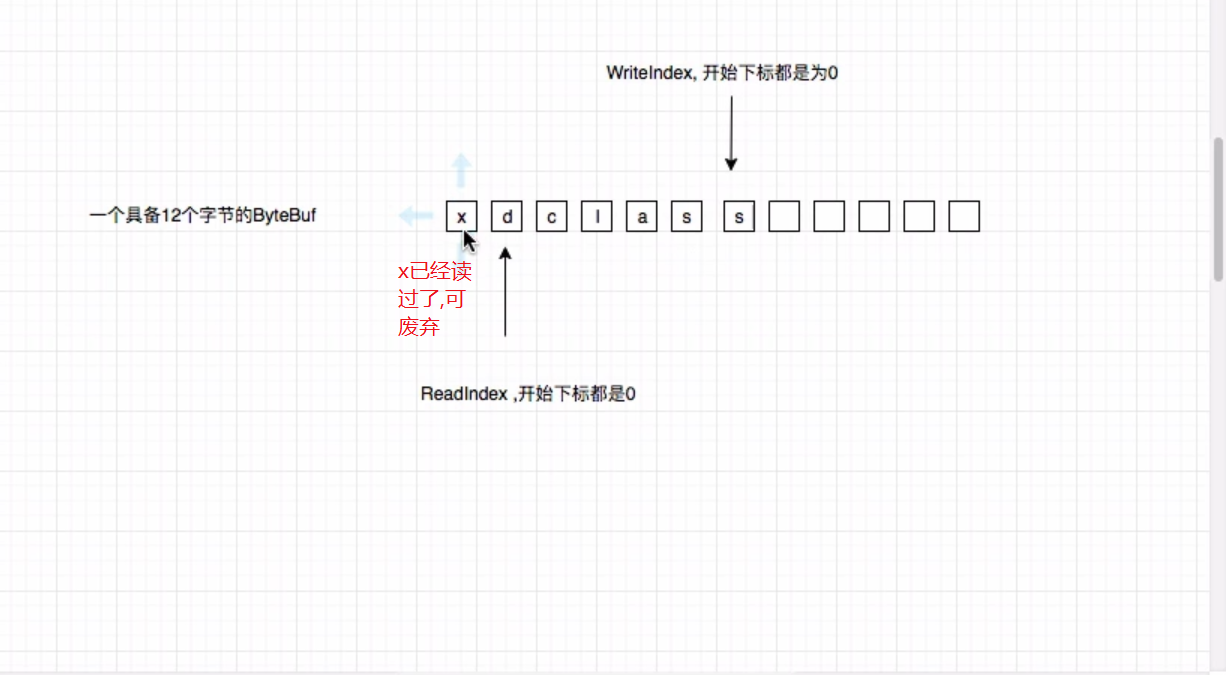 WriteIndex, 开始下标都是为0
一个具备12个字节的ByteBuf
x d c l a s s
x已经读
过了,可
废弃
ReadIndex ,开始下标都是0